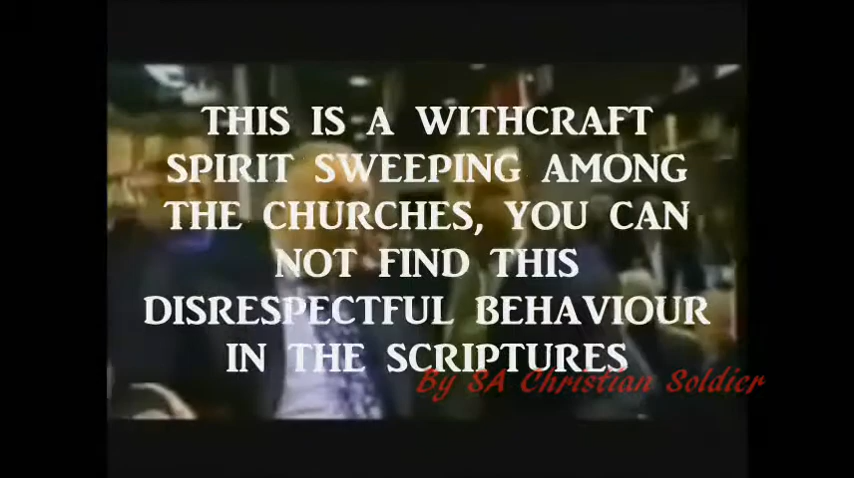 THIS IS A WITHCRAFT
SPIRIT SWEEPING AMONG
THE CHURCHES, YOU CAN
NOT FIND THIS
DISRESPECTFUL BEHAVIOUR
IN THE SCRIPTURES
By SA Christian Soldier